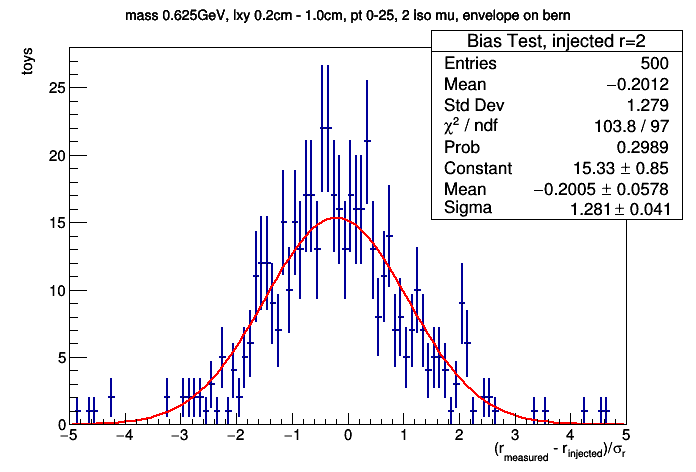 mass 0.625GeV, lxy 0.2cm - 1.0cm, pt 0-25, 2 Iso mu, envelope on bern
Bias Test, injected r=2
Entries 500
Mean −0.2012
Std Dev 1.279
χ² / ndf 103.8 / 97
Prob 0.2989
Constant 15.33 ± 0.85
Mean −0.2005 ± 0.0578
Sigma 1.281 ± 0.041
toys
25
20
15
10
5
0
−5 −4 −3 −2 −1 0 1 2 3 4 5
(r_measured - r_injected)/σ_r